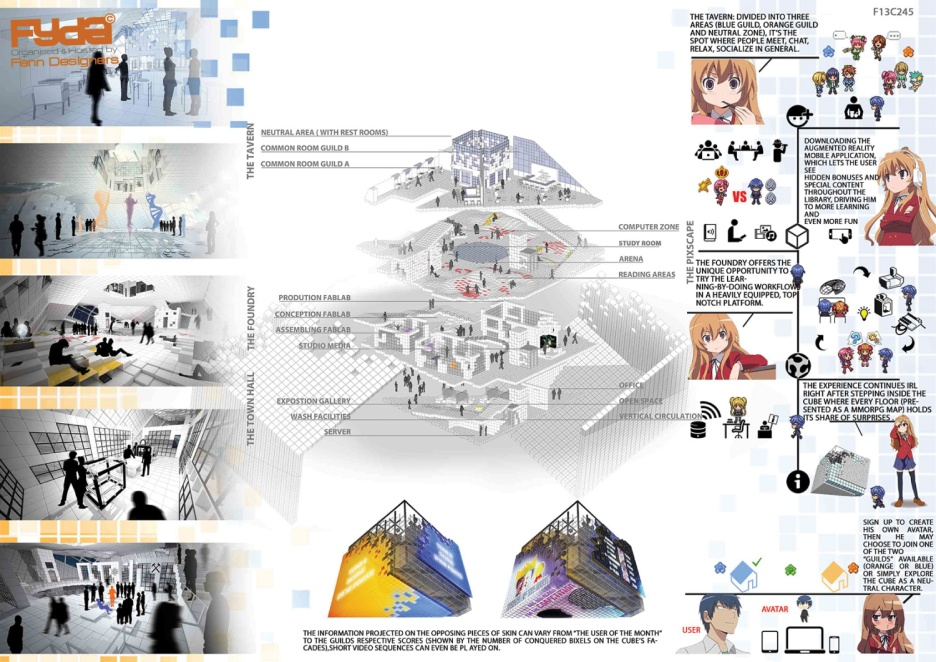 Fyda©
Organised & Hosted by
Fann Designers
F13C245
THE TAVERN: DIVIDED INTO THREE
AREAS (BLUE GUILD, ORANGE GUILD
AND NEUTRAL ZONE), IT'S THE
SPOT WHERE PEOPLE MEET, CHAT,
RELAX, SOCIALIZE IN GENERAL.
THE TAVERN
NEUTRAL AREA ( WITH REST ROOMS)
COMMON ROOM GUILD B
COMMON ROOM GUILD A
DOWNLOADING THE
AUGMENTED REALITY
MOBILE APPLICATION,
WHICH LETS THE USER
SEE
HIDDEN BONUSES AND
SPECIAL CONTENT
THROUGHOUT THE
LIBRARY, DRIVING HIM
TO MORE LEARNING
AND
EVEN MORE FUN
VS
THE PIXSCAPE
COMPUTER ZONE
STUDY ROOM
ARENA
READING AREAS
THE FOUNDRY OFFERS THE
UNIQUE OPPORTUNITY TO
TRY THE LEAR-
NING-BY-DOING WORKFLOW
IN A HEAVILY EQUIPPED, TOP
NOTCH PLATFORM.
THE FOUNDRY
PRODUTION FABLAB
CONCEPTION FABLAB
ASSEMBLING FABLAB
STUDIO MEDIA
THE TOWN HALL
EXPOSTION GALLERY
WASH FACILITIES
SERVER
OFFICE
OPEN SPACE
VERTICAL CIRCULATION
THE EXPERIENCE CONTINUES IRL
RIGHT AFTER STEPPING INSIDE THE
CUBE WHERE EVERY FLOOR (PRE-
SENTED AS A MMORPG MAP) HOLDS
ITS SHARE OF SURPRISES .
i
SIGN UP TO CREATE
HIS OWN AVATAR,
THEN HE MAY
CHOOSE TO JOIN ONE
OF THE TWO
"GUILDS" AVAILABLE
(ORANGE OR BLUE)
OR SIMPLY EXPLORE
THE CUBE AS A NEU-
TRAL CHARACTER.
USER
AVATAR
THE INFORMATION PROJECTED ON THE OPPOSING PIECES OF SKIN CAN VARY FROM "THE USER OF THE MONTH"
TO THE GUILDS RESPECTIVE SCORES (SHOWN BY THE NUMBER OF CONQUERED BIXELS ON THE CUBE'S FA-
CADES),SHORT VIDEO SEQUENCES CAN EVEN BE PL AYED ON.